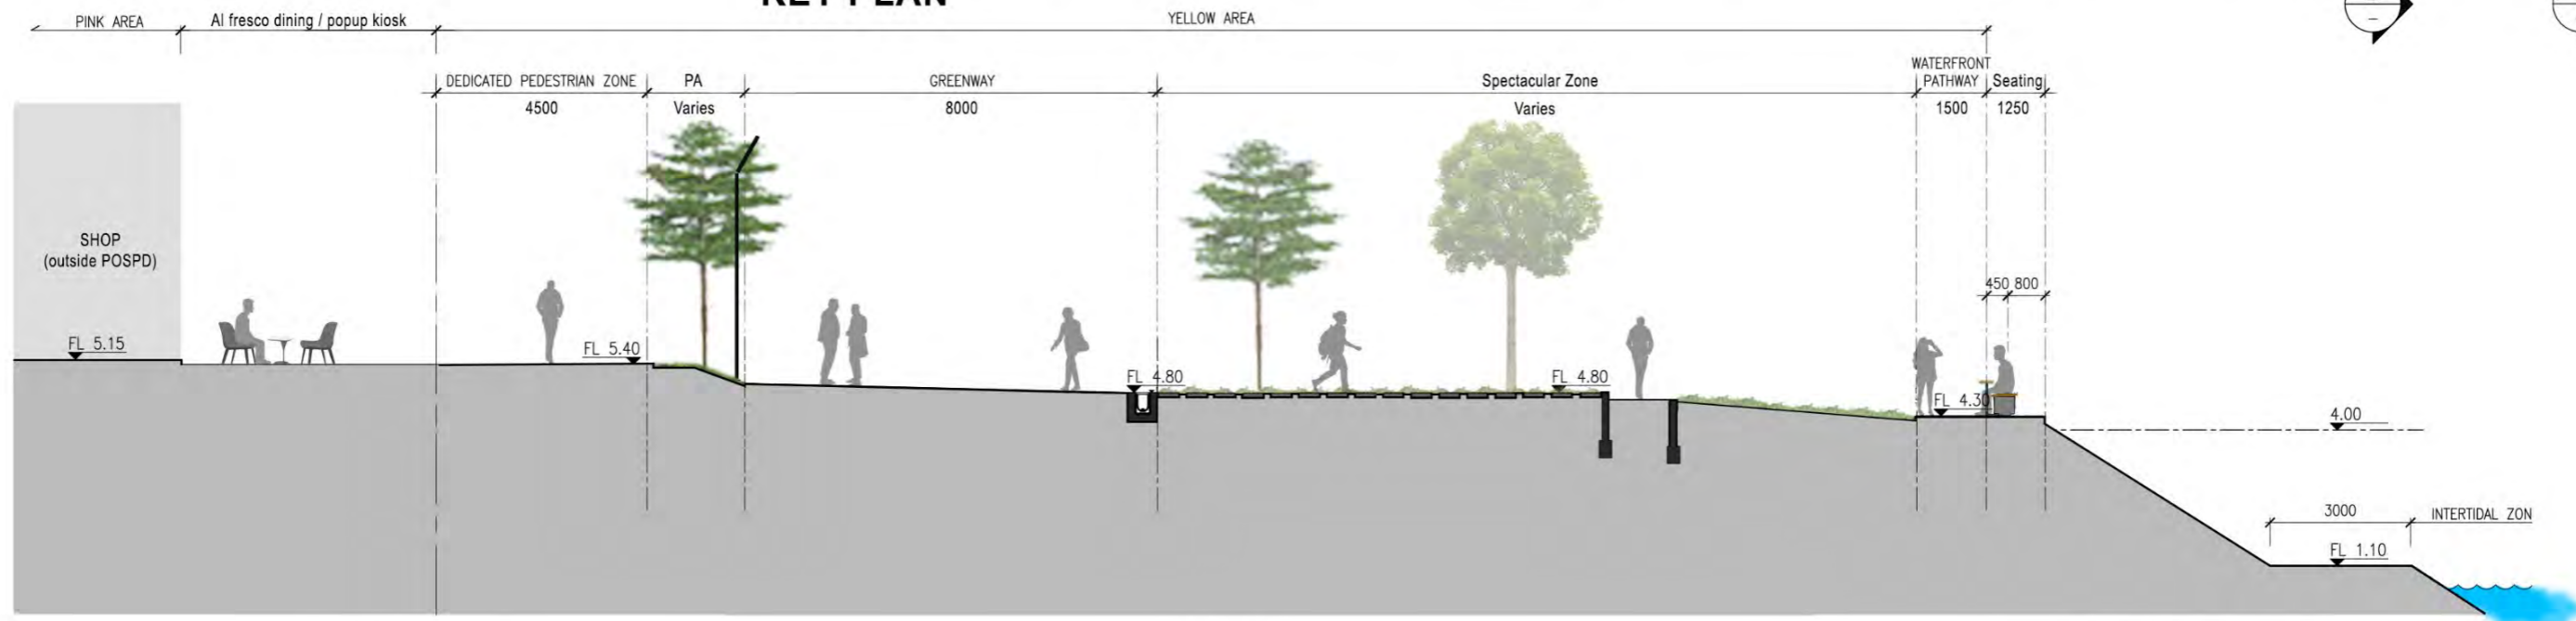 KEY PLAN
PINK AREA
Al fresco dining / popup kiosk
YELLOW AREA
DEDICATED PEDESTRIAN ZONE
4500
PA
Varies
GREENWAY
8000
Spectacular Zone
Varies
WATERFRONT
PATHWAY
1500
Seating
1250
SHOP
(outside POSPD)
450 800
FL 5.15
FL 5.40
FL 4.80
FL 4.80
FL 4.30
4.00
3000
INTERTIDAL ZON
FL 1.10